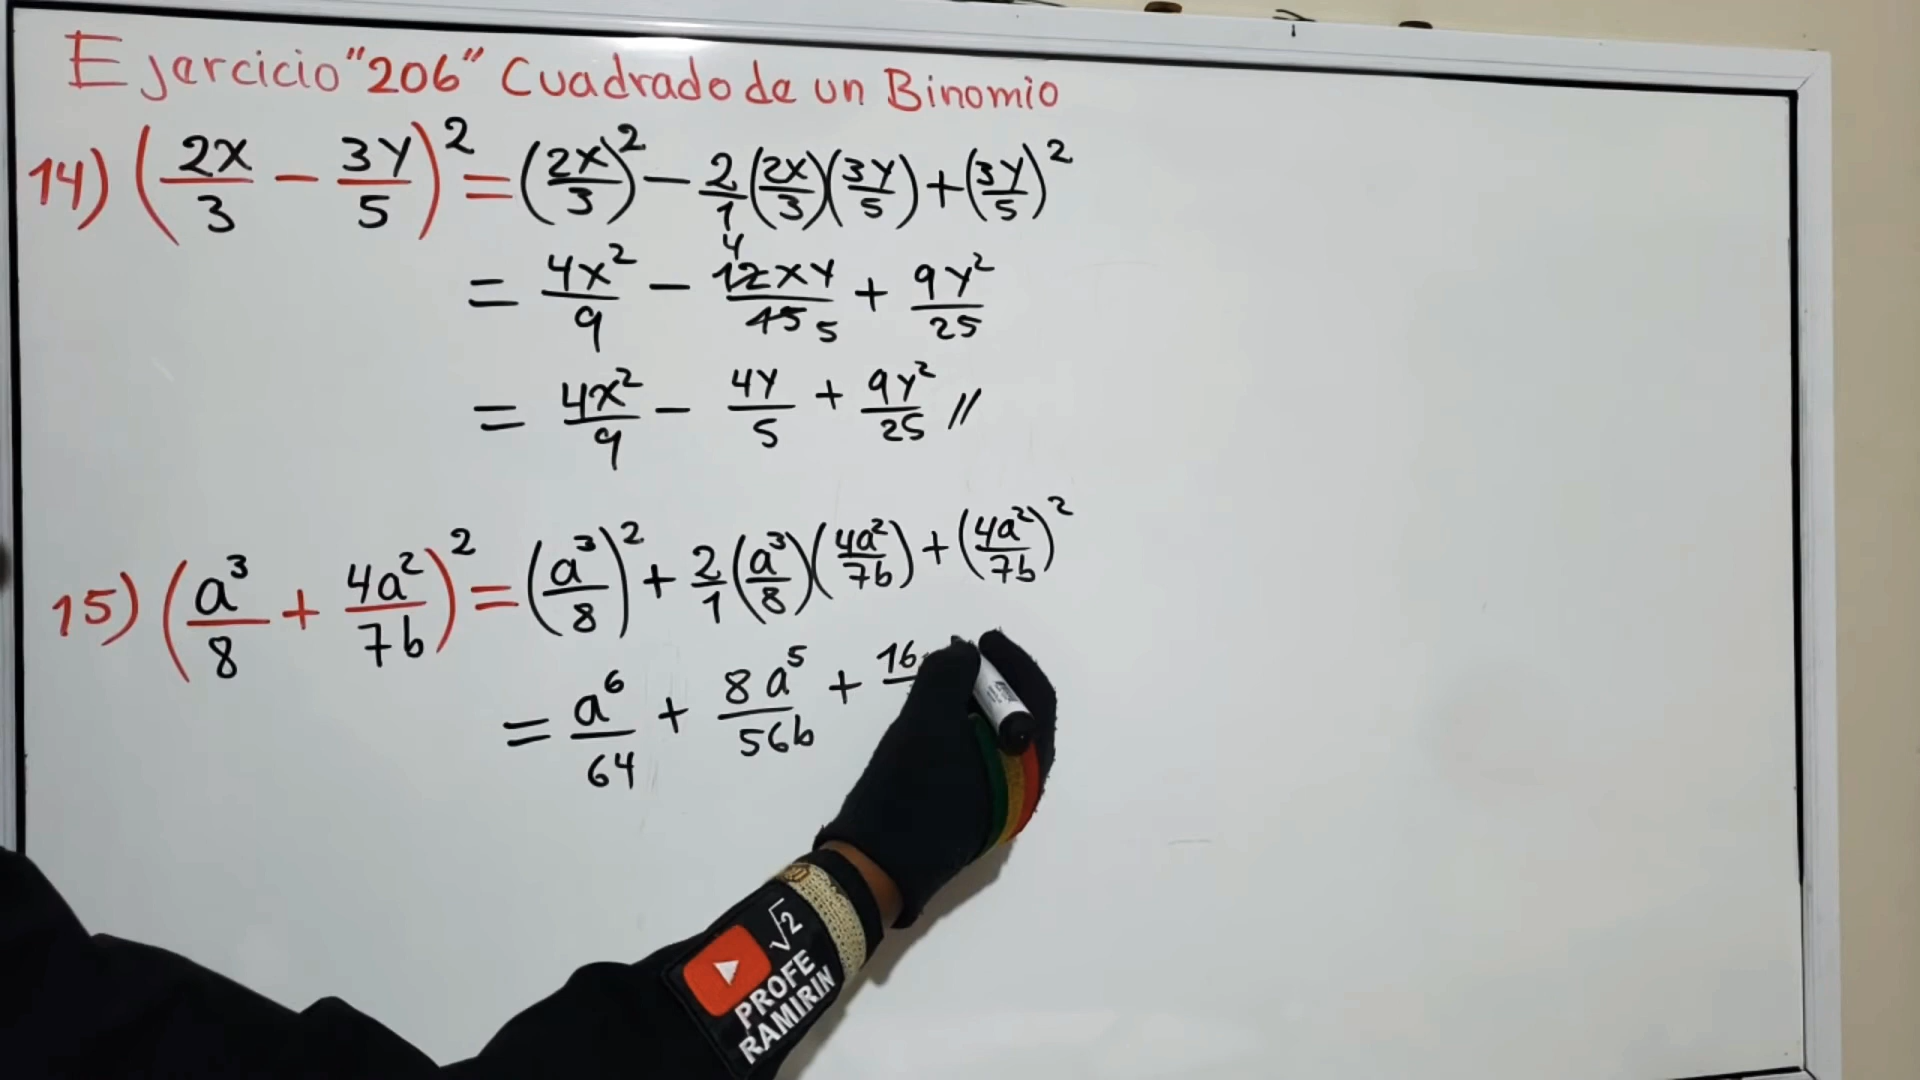 Ejercicio "206" Cuadrado de un Binomio
14) (2x/3 - 3y/5)² = (2x/3)² - 2/1 (2x/3)(3y/5) + (3y/5)²
4 5
= 4x²/9 - 12xy/45 + 9y²/25
= 4x²/9 - 4y/5 + 9y²/25 //
15) (a³/8 + 4a²/7b)² = (a³/8)² + 2/1 (a³/8)(4a²/7b) + (4a²/7b)²
= a⁶/64 + 8a⁵/56b + 16
√2
PROFE
RAMIRIN